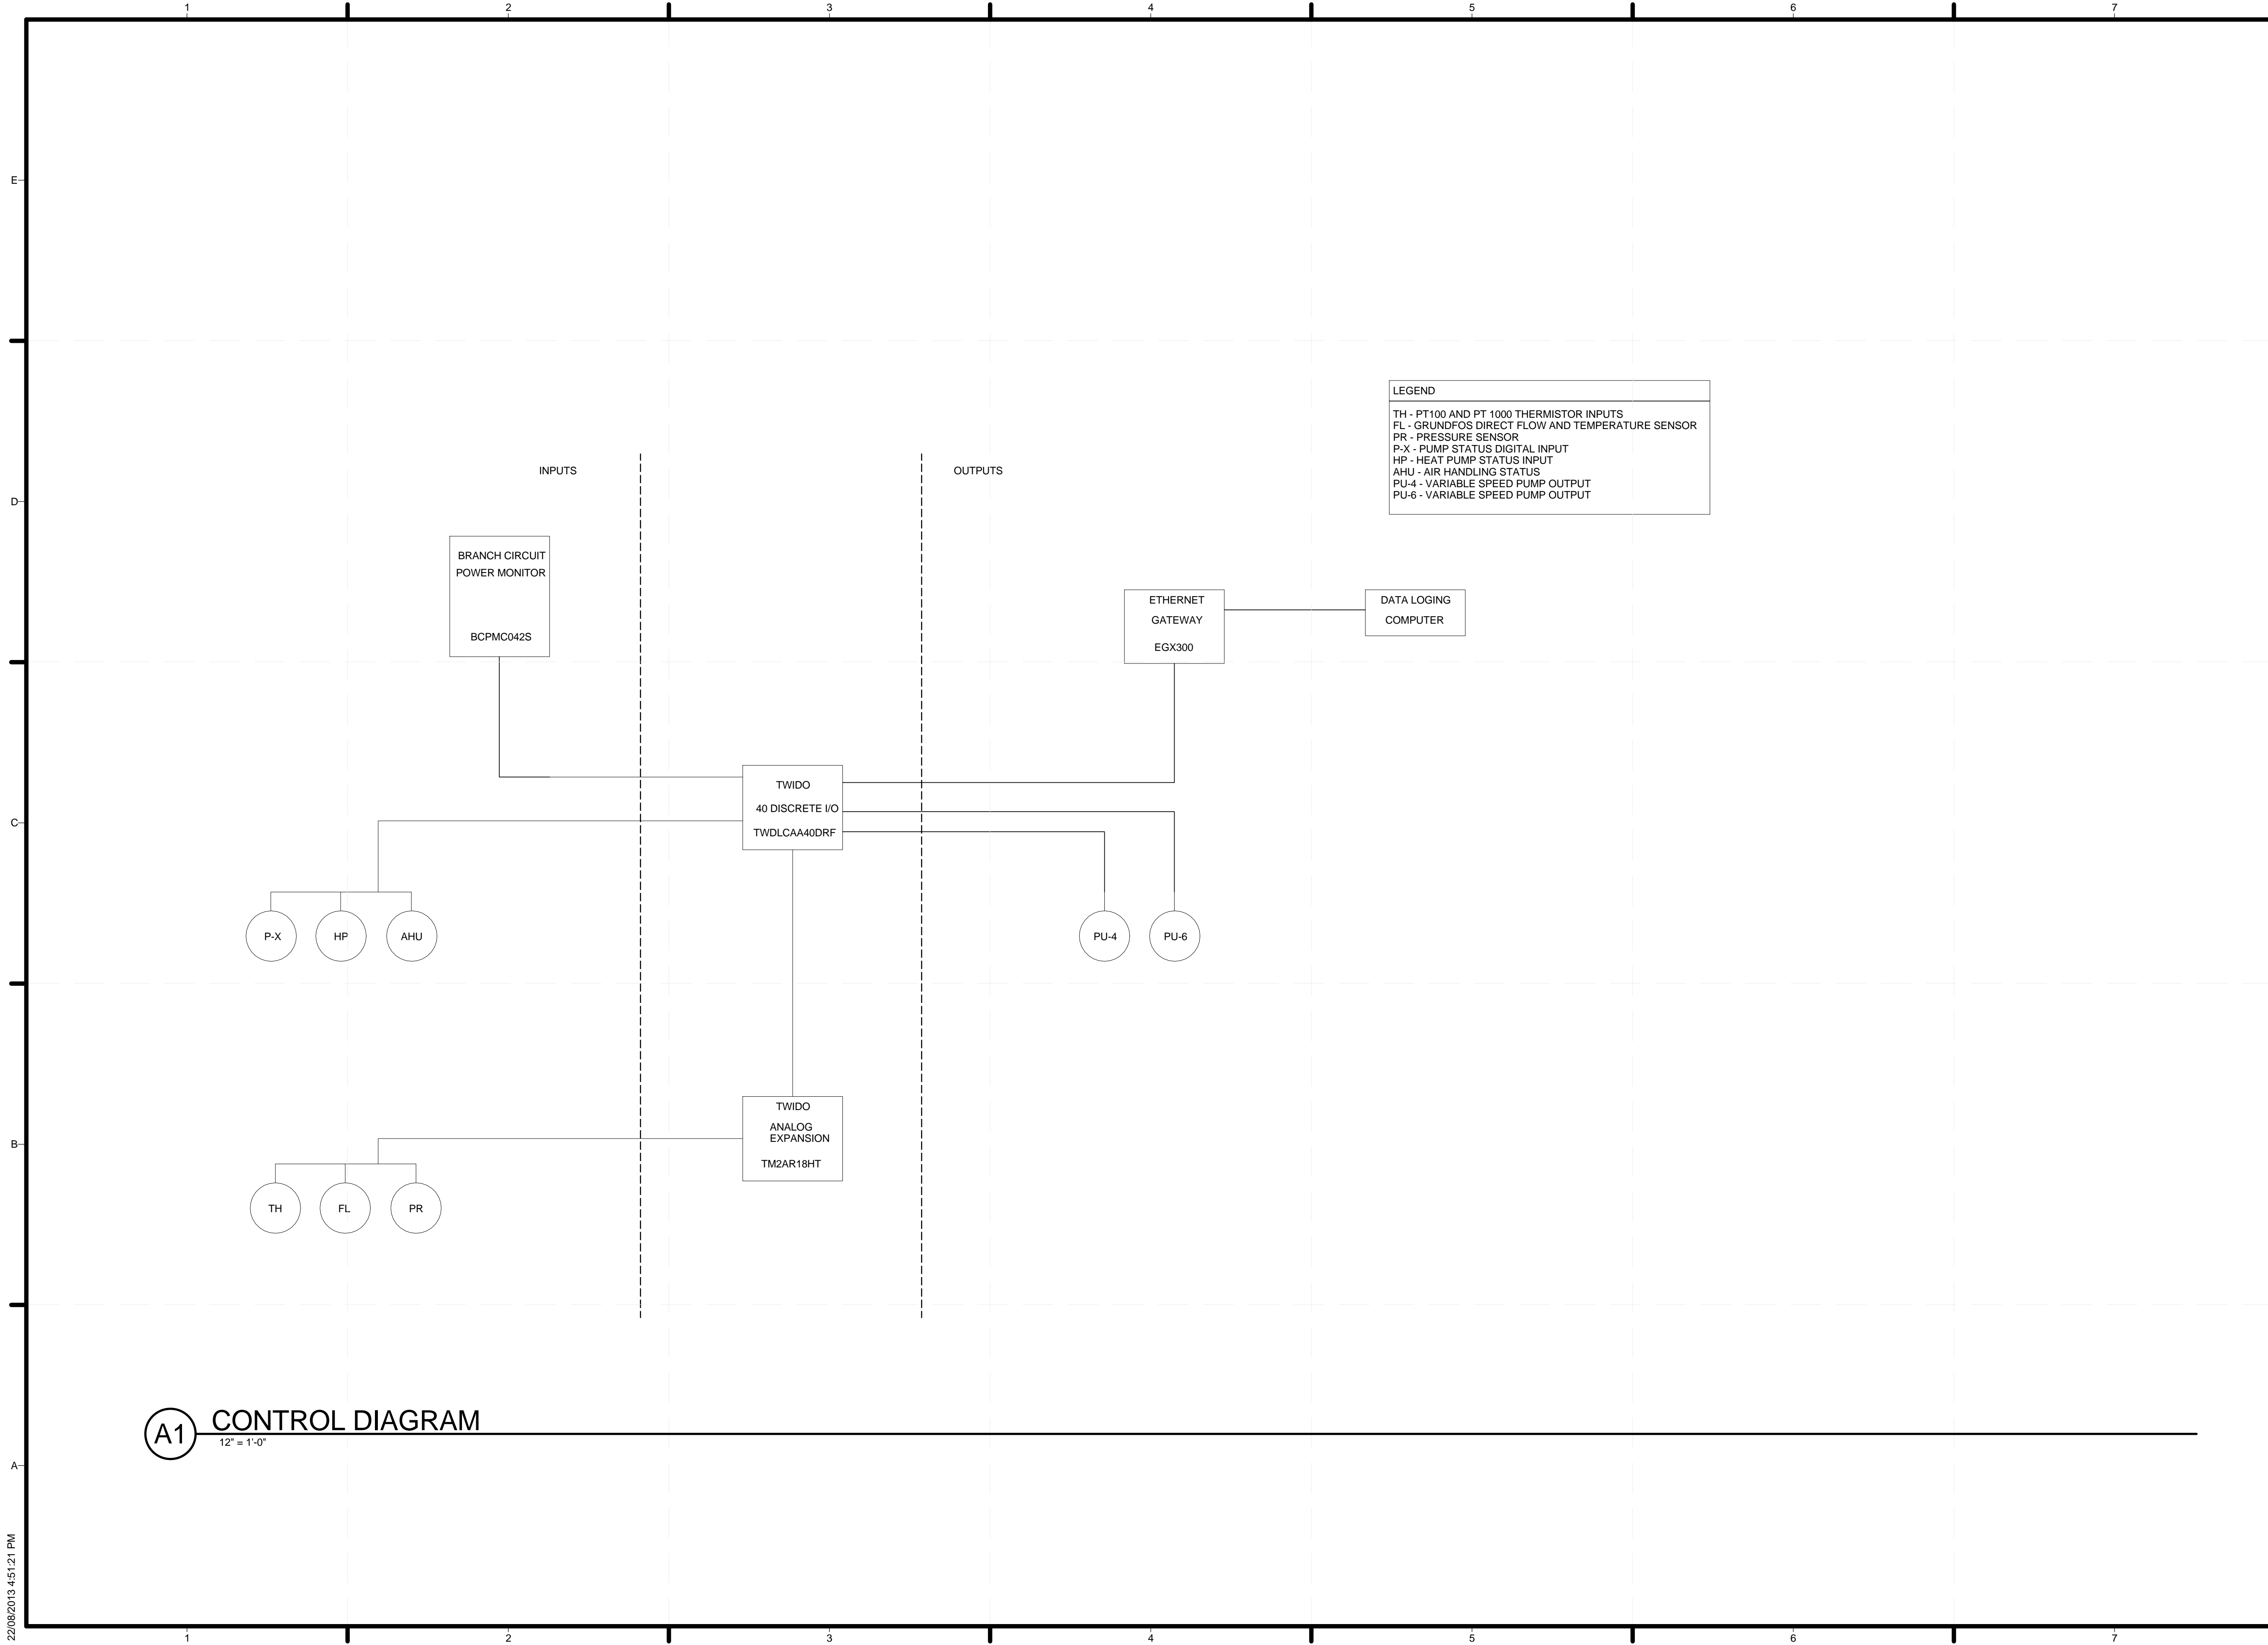 1 2 3 4 5 6 7
E
LEGEND
TH - PT100 AND PT 1000 THERMISTOR INPUTS
FL - GRUNDFOS DIRECT FLOW AND TEMPERATURE SENSOR
PR - PRESSURE SENSOR
P-X - PUMP STATUS DIGITAL INPUT
HP - HEAT PUMP STATUS INPUT
AHU - AIR HANDLING STATUS
PU-4 - VARIABLE SPEED PUMP OUTPUT
PU-6 - VARIABLE SPEED PUMP OUTPUT
INPUTS
OUTPUTS
D
BRANCH CIRCUIT
POWER MONITOR
BCPMC042S
ETHERNET
GATEWAY
EGX300
DATA LOGING
COMPUTER
TWIDO
40 DISCRETE I/O
TWDLCAA40DRF
C
P-X
HP
AHU
PU-4
PU-6
TWIDO
ANALOG
EXPANSION
TM2AR18HT
B
TH
FL
PR
A1
CONTROL DIAGRAM
12" = 1'-0"
A
22/08/2013 4:51:21 PM
1 2 3 4 5 6 7